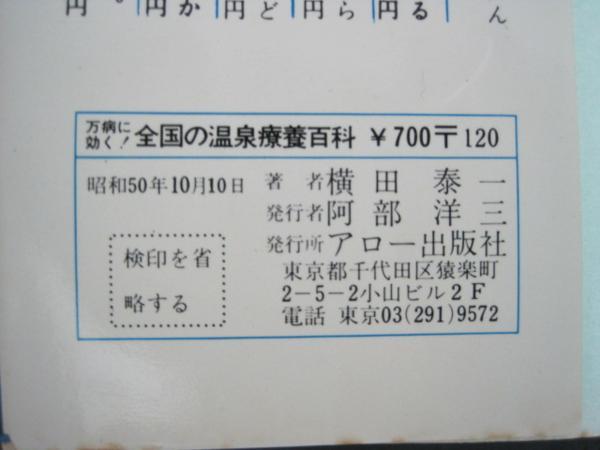 円 円か 円 円ど 円ら 円る ん
万病に効く! 全国の温泉療養百科 ¥700〒120
昭和50年10月10日
検印を省
略する
著者 横田泰一
発行者 阿部洋三
発行所 アロー出版社
東京都千代田区猿楽町
2-5-2小山ビル2F
電話 東京03(291)9572